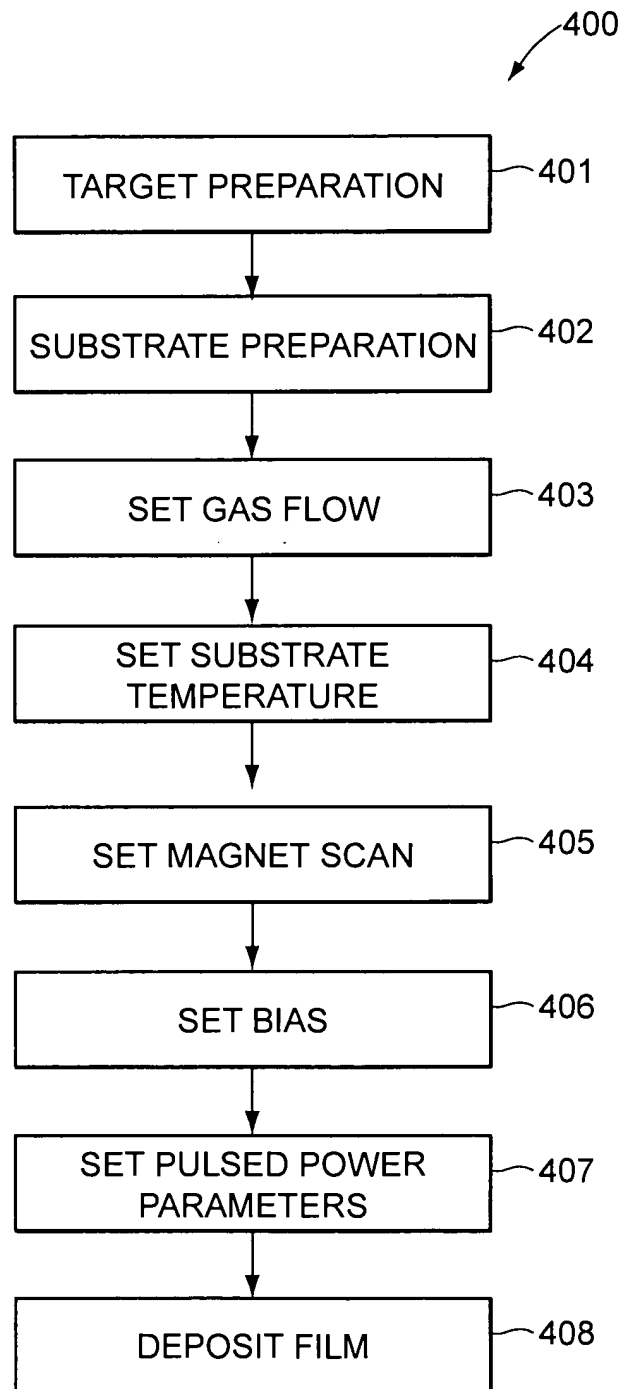 400
TARGET PREPARATION
401
SUBSTRATE PREPARATION
402
SET GAS FLOW
403
SET SUBSTRATE
TEMPERATURE
404
SET MAGNET SCAN
405
SET BIAS
406
SET PULSED POWER
PARAMETERS
407
DEPOSIT FILM
408